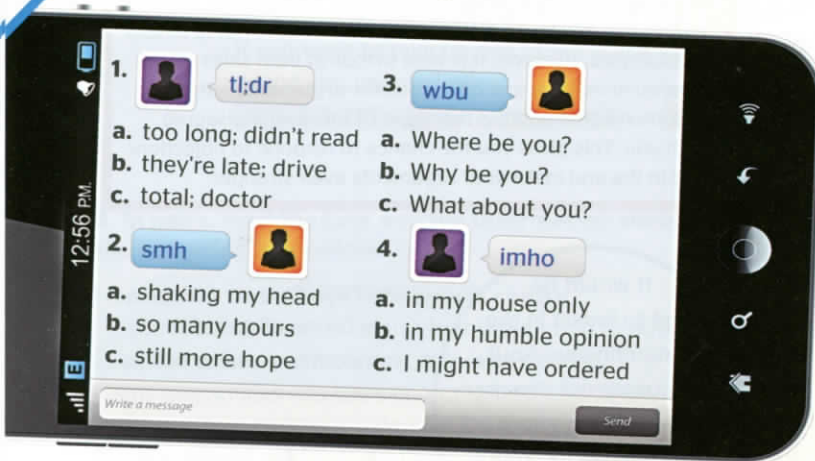 12:56 P.M.
E
1. tl;dr
a. too long; didn't read
b. they're late; drive
c. total; doctor
2. smh
a. shaking my head
b. so many hours
c. still more hope
3. wbu
a. Where be you?
b. Why be you?
c. What about you?
4. imho
a. in my house only
b. in my humble opinion
c. I might have ordered
Write a message
Send